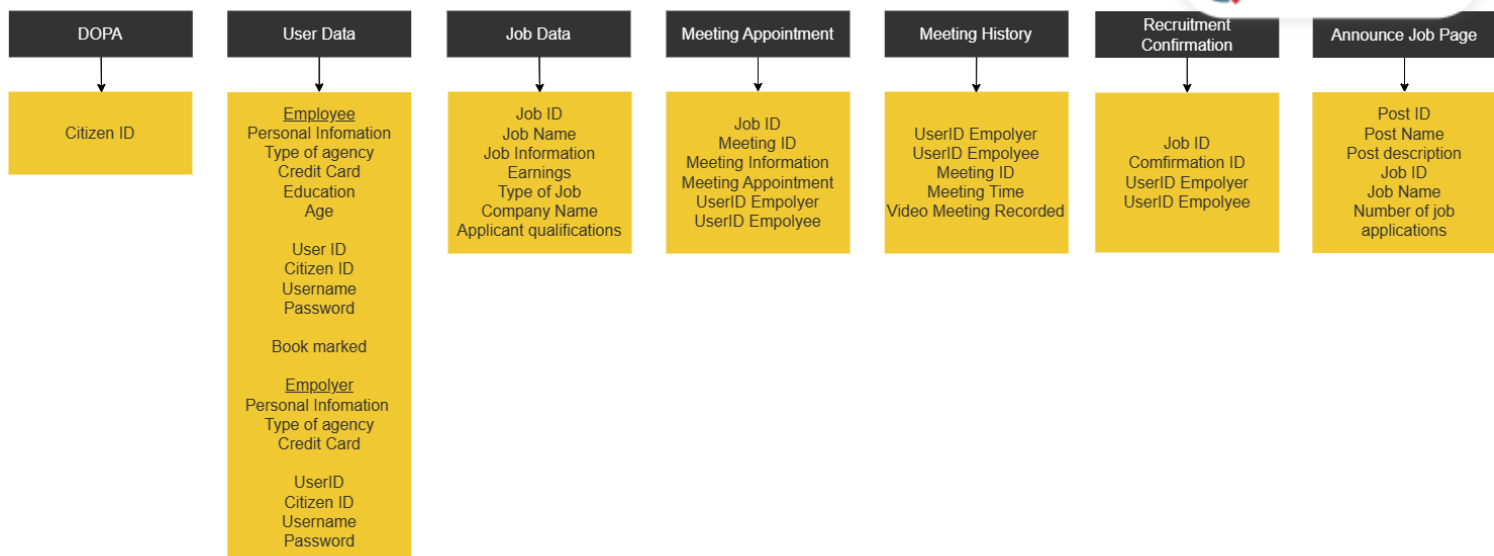 DOPA
Citizen ID
User Data
Employee
Personal Infomation
Type of agency
Credit Card
Education
Age
User ID
Citizen ID
Username
Password
Book marked
Empolyer
Personal Infomation
Type of agency
Credit Card
UserID
Citizen ID
Username
Password
Job Data
Job ID
Job Name
Job Information
Earnings
Type of Job
Company Name
Applicant qualifications
Meeting Appointment
Job ID
Meeting ID
Meeting Information
Meeting Appointment
UserID Empolyer
UserID Empolyee
Meeting History
UserID Empolyer
UserID Empolyee
Meeting ID
Meeting Time
Video Meeting Recorded
Recruitment
Confirmation
Job ID
Comfirmation ID
UserID Empolyer
UserID Empolyee
Announce Job Page
Post ID
Post Name
Post description
Job ID
Job Name
Number of job
applications